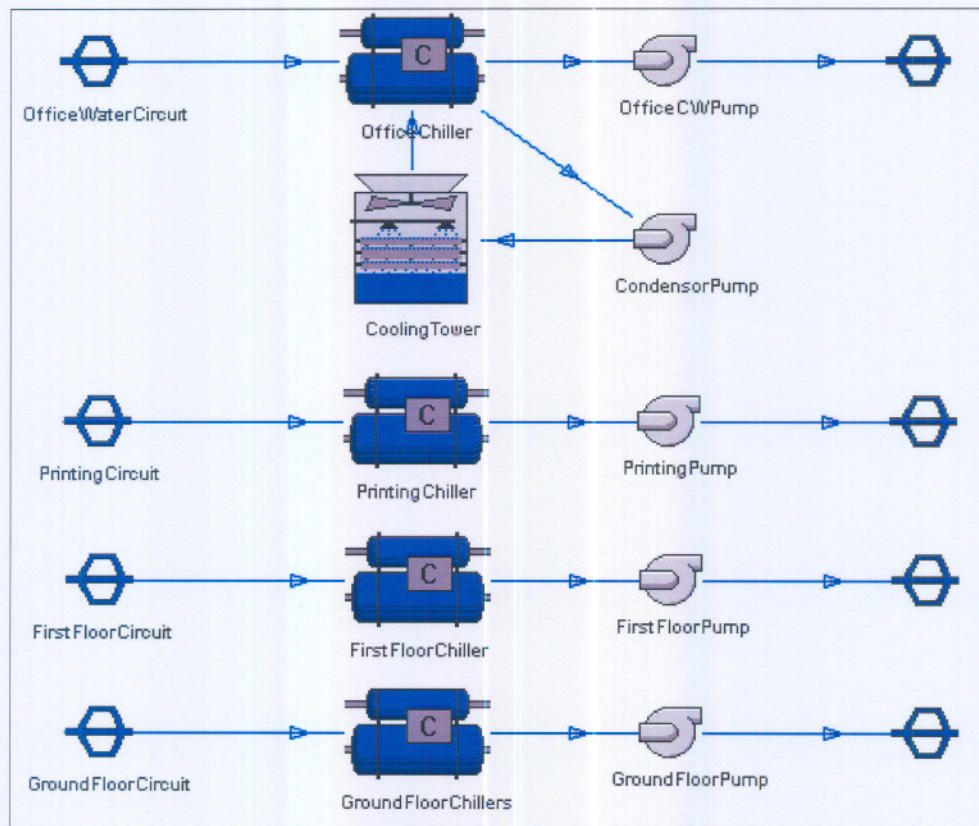 C
OfficeWaterCircuit
OfficeChiller
OfficeCWPump
CondensorPump
CoolingTower
C
PrintingCircuit
PrintingChiller
PrintingPump
C
FirstFloorCircuit
FirstFloorChiller
FirstFloorPump
C
GroundFloorCircuit
GroundFloorChillers
GroundFloorPump